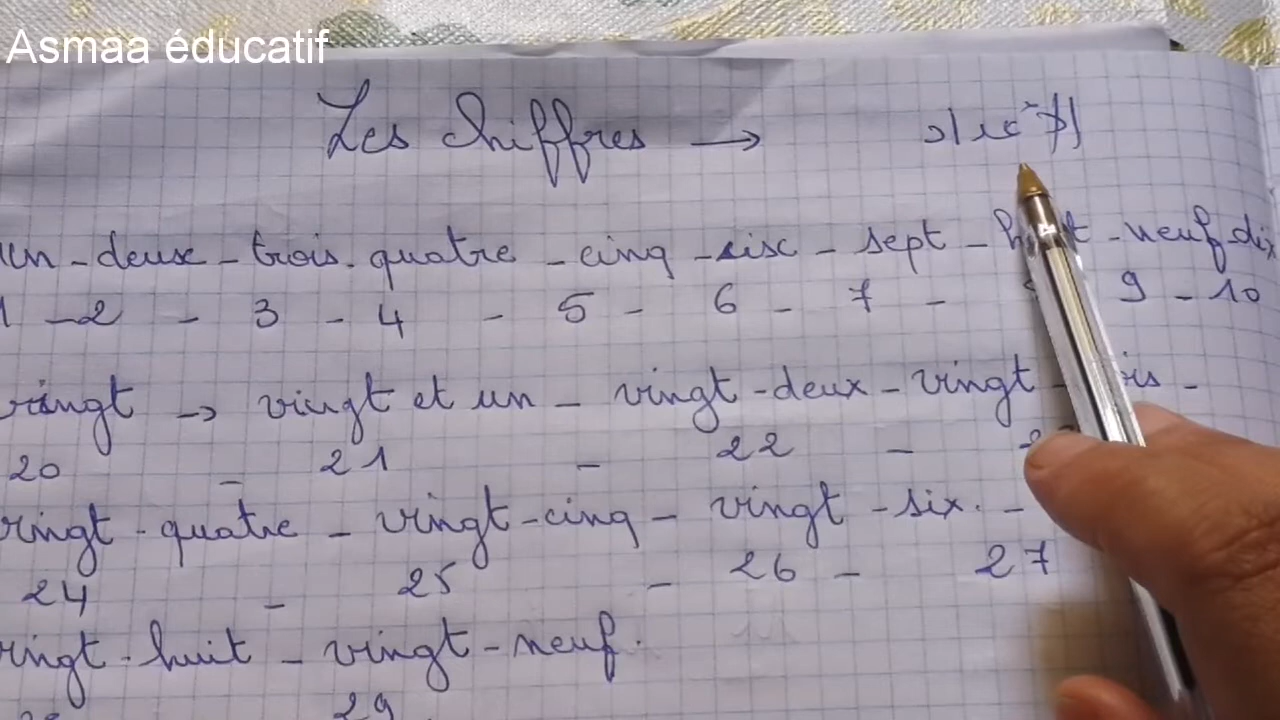 Asmaa éducatif
Les chiffres → الأعداد
un - deux - trois - quatre - cinq - sisc - sept - - neuf - dix
1 - 2 - 3 - 4 - 5 - 6 - 7 - 9 - 10
vingt → vingt et un - vingt - deux - vingt -
20 - 21 - 22 -
vingt - quatre - vingt - cinq - vingt - six. -
24 - 25 - 26 - 27
vingt - huit - vingt - neuf.
29